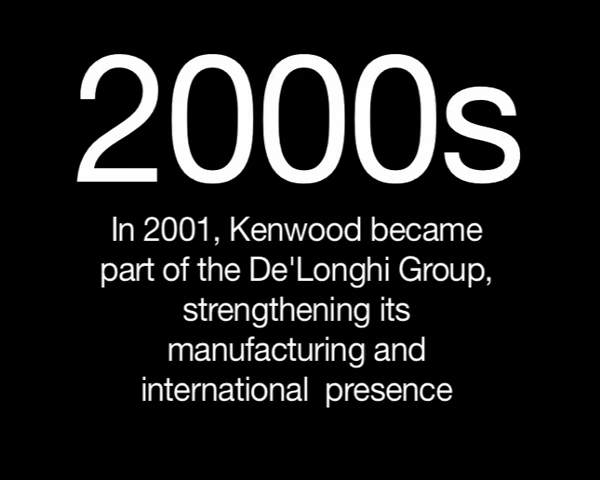 2000s
In 2001, Kenwood became
part of the De'Longhi Group,
strengthening its
manufacturing and
international  presence